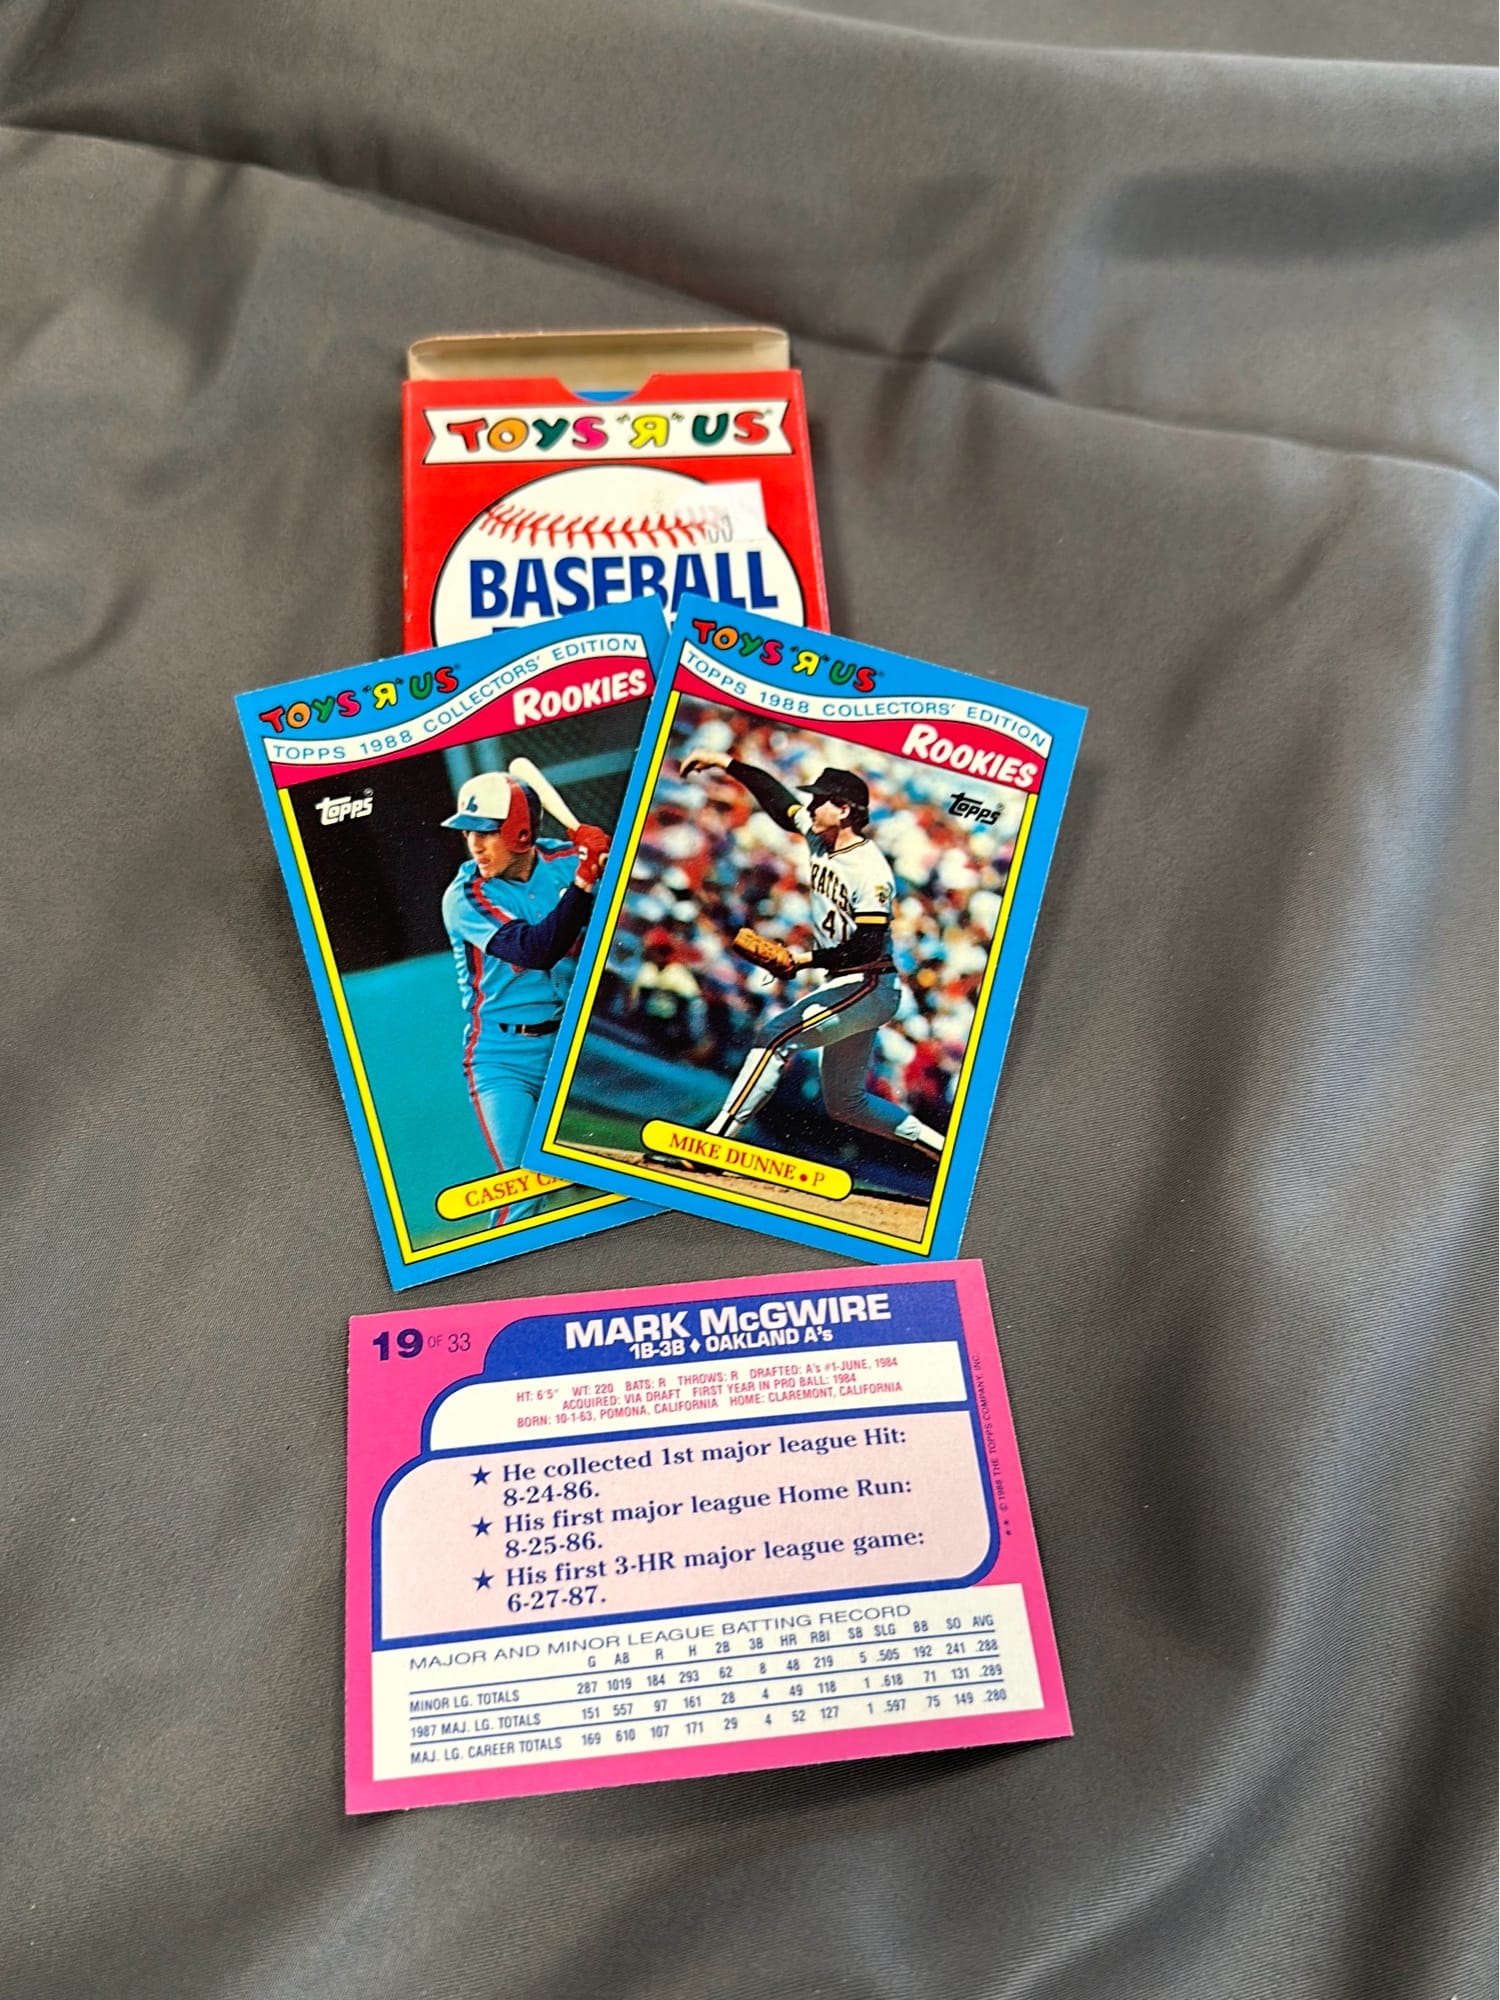 TOYS "Я" US
BASEBALL
TOYS "Я" US
TOPPS 1988 COLLECTORS' EDITION
ROOKIES
TOPPS
CASEY
TOYS "Я" US
TOPPS 1988 COLLECTORS' EDITION
ROOKIES
TOPPS
PIRATES
41
MIKE DUNNE • P
19 OF 33
MARK McGWIRE
1B-3B ♦ OAKLAND A's
HT: 6'5" WT: 220 BATS: R THROWS: R DRAFTED: A's #1-JUNE, 1984
ACQUIRED: VIA DRAFT FIRST YEAR IN PRO BALL: 1984
BORN: 10-1-63, POMONA, CALIFORNIA HOME: CLAREMONT, CALIFORNIA
★ He collected 1st major league Hit:
8-24-86.
★ His first major league Home Run:
8-25-86.
★ His first 3-HR major league game:
6-27-87.
MAJOR AND MINOR LEAGUE BATTING RECORD
G AB R H 2B 3B HR RBI SB SLG BB SO AVG
MINOR LG. TOTALS 287 1019 184 293 62 8 48 219 5 .505 192 241 .288
1987 MAJ. LG. TOTALS 151 557 97 161 28 4 49 118 1 .618 71 131 .289
MAJ. LG. CAREER TOTALS 169 610 107 171 29 4 52 127 1 .597 75 149 .280
★★ © 1988 THE TOPPS COMPANY, INC.